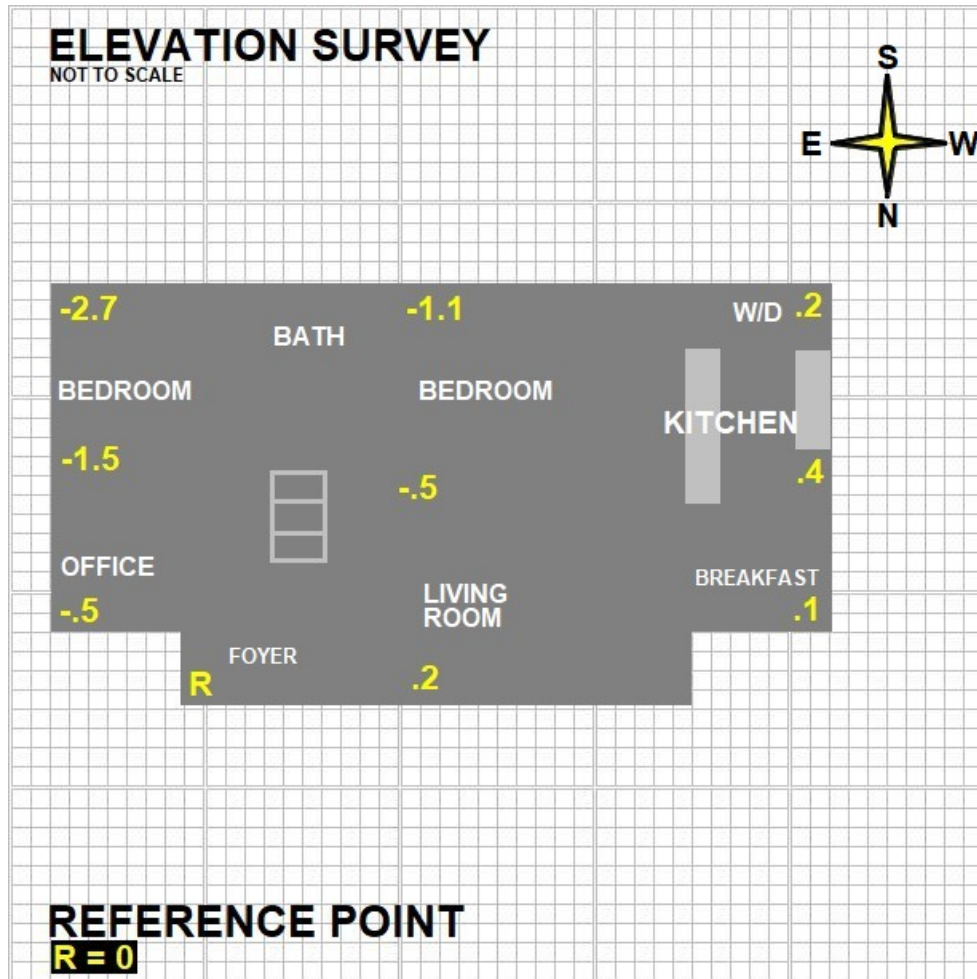 ELEVATION SURVEY
NOT TO SCALE
S
E W
N
-2.7 -1.1 W/D .2
BATH
BEDROOM BEDROOM
KITCHEN
-1.5 .4
-.5
OFFICE BREAKFAST
LIVING
ROOM
-.5 .1
FOYER
R .2
REFERENCE POINT
R = 0